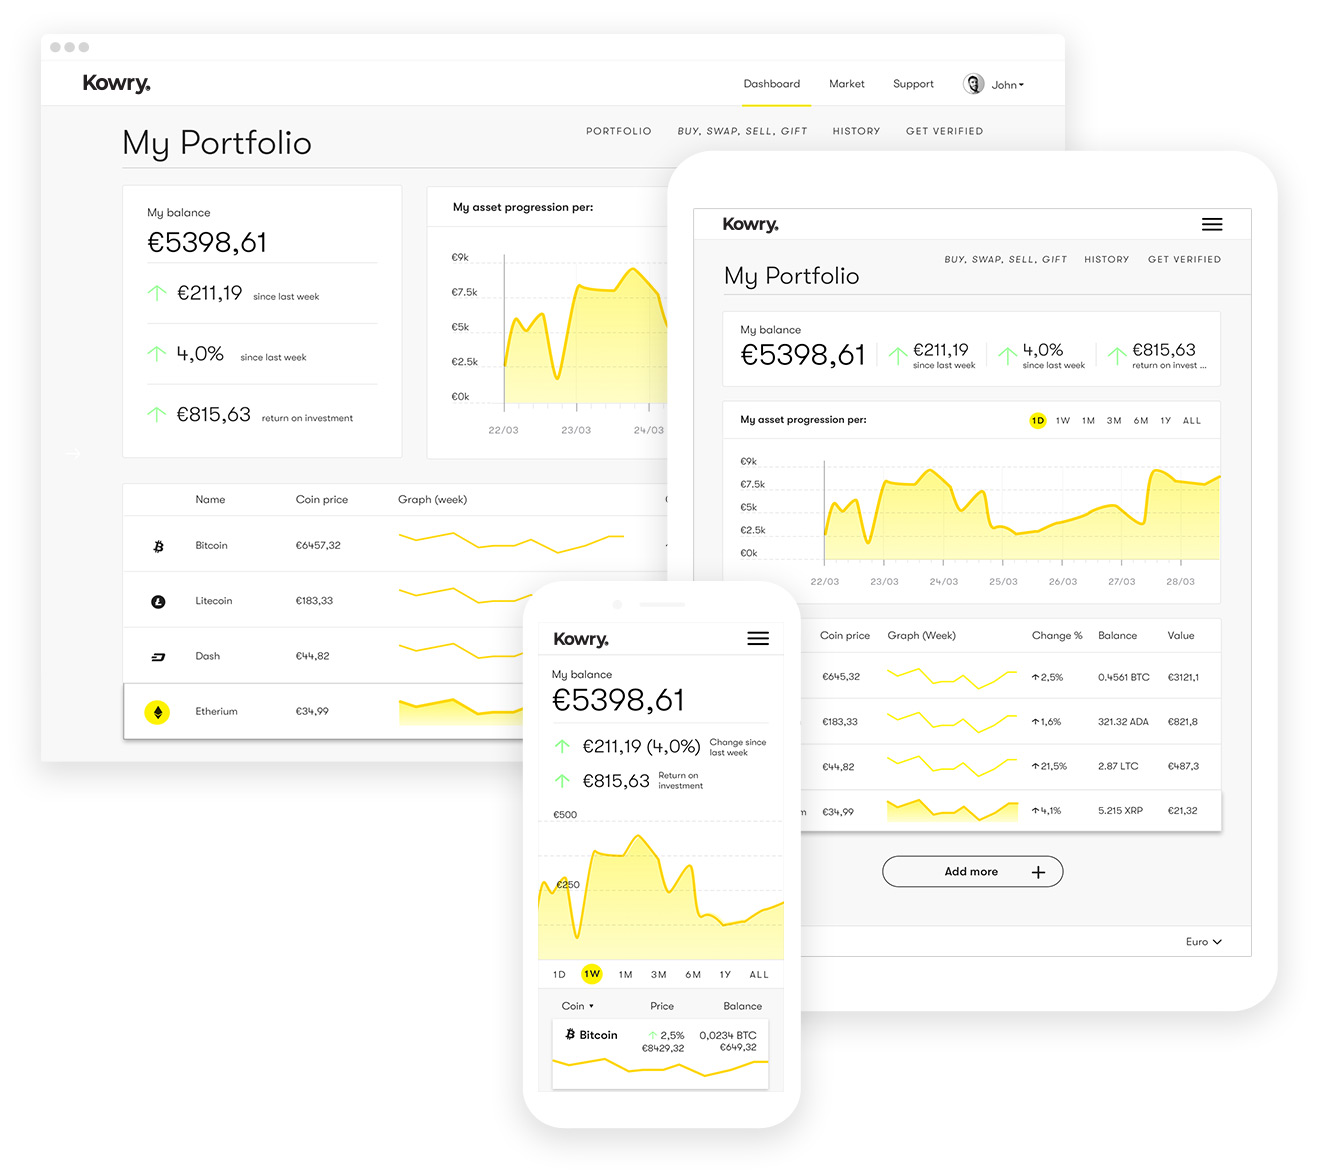 Kowry.
Dashboard Market Support John
My Portfolio
PORTFOLIO BUY, SWAP, SELL, GIFT HISTORY GET VERIFIED
My balance
€5398,61
€211,19 since last week
4,0% since last week
€815,63 return on investment
My asset progression per:
€9k
€7.5k
€5k
€2.5k
€0k
22/03 23/03 24/03
Name Coin price Graph (week)
Bitcoin €6457,32
Litecoin €183,33
Dash €44,82
Etherium €34,99
Kowry.
BUY, SWAP, SELL, GIFT HISTORY GET VERIFIED
My Portfolio
My balance
€5398,61
€211,19
since last week
4,0%
since last week
€815,63
return on invest ...
My asset progression per:
1D 1W 1M 3M 6M 1Y ALL
€9k
€7.5k
€5k
€2.5k
€0k
22/03 23/03 24/03 25/03 26/03 27/03 28/03
Coin price Graph (Week) Change % Balance Value
€645,32 2,5% 0.4561 BTC €3121,1
€183,33 1,6% 321.32 ADA €821,8
€44,82 21,5% 2.87 LTC €487,3
m €34,99 4,1% 5.215 XRP €21,32
Add more +
Euro
Kowry.
My balance
€5398,61
€211,19 (4,0%) Change since
last week
€815,63 Return on
investment
€500
€250
1D 1W 1M 3M 6M 1Y ALL
Coin Price Balance
Bitcoin 2,5% 0,0234 BTC
€8429,32 €649,32